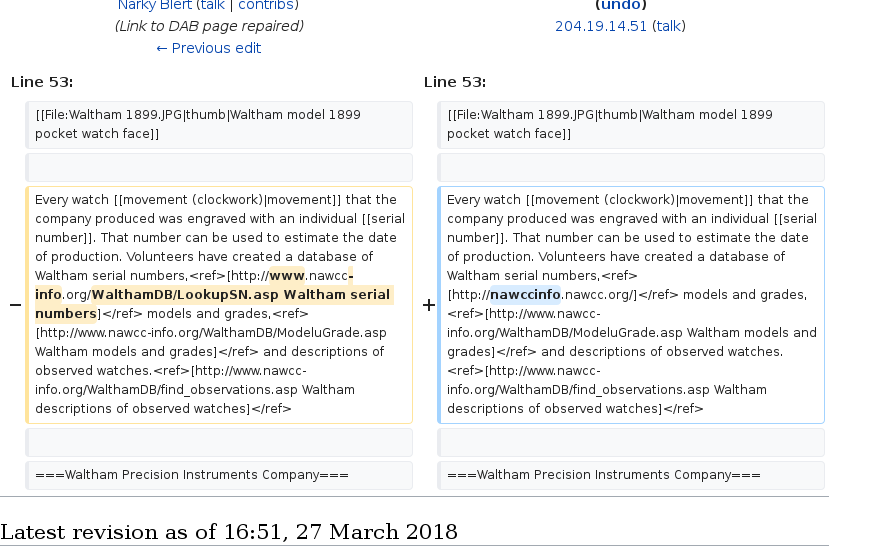 Narky Blert (talk | contribs)
(Link to DAB page repaired)
← Previous edit
(undo)
204.19.14.51 (talk)
Line 53:
[[File:Waltham 1899.JPG|thumb|Waltham model 1899
pocket watch face]]
Every watch [[movement (clockwork)|movement]] that the
company produced was engraved with an individual [[serial
number]]. That number can be used to estimate the date
of production. Volunteers have created a database of
Waltham serial numbers,<ref>[http://www.nawcc-
info.org/WalthamDB/LookupSN.asp Waltham serial
− numbers]</ref> models and grades,<ref>
[http://www.nawcc-info.org/WalthamDB/ModeluGrade.asp
Waltham models and grades]</ref> and descriptions of
observed watches.<ref>[http://www.nawcc-
info.org/WalthamDB/find_observations.asp Waltham
descriptions of observed watches]</ref>
===Waltham Precision Instruments Company===
Line 53:
[[File:Waltham 1899.JPG|thumb|Waltham model 1899
pocket watch face]]
Every watch [[movement (clockwork)|movement]] that the
company produced was engraved with an individual [[serial
number]]. That number can be used to estimate the date
of production. Volunteers have created a database of
Waltham serial numbers,<ref>
[http://nawccinfo.nawcc.org/]</ref> models and grades,
+ <ref>[http://www.nawcc-
info.org/WalthamDB/ModeluGrade.asp Waltham models and
grades]</ref> and descriptions of observed watches.
<ref>[http://www.nawcc-
info.org/WalthamDB/find_observations.asp Waltham
descriptions of observed watches]</ref>
===Waltham Precision Instruments Company===
Latest revision as of 16:51, 27 March 2018